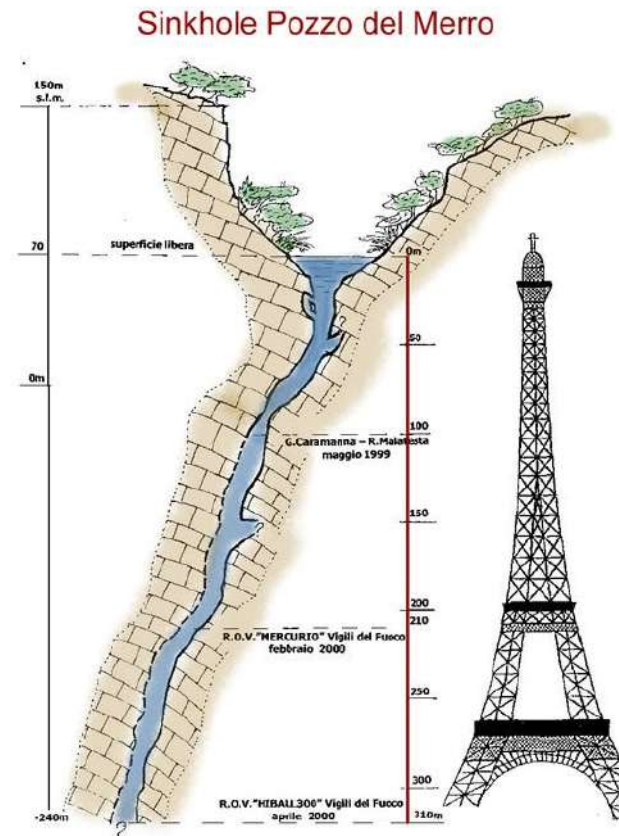 Sinkhole Pozzo del Merro
150m
s.l.m.
superficie libera
70
0m
50
0m
?
100
G.Caramanna – R.Malatesta
maggio 1999
150
?
200
210
R.O.V."MERCURIO" Vigili del Fuoco
febbraio 2000
250
300
R.O.V."HIBALL300" Vigili del Fuoco
aprile 2000
-240m
310m
?